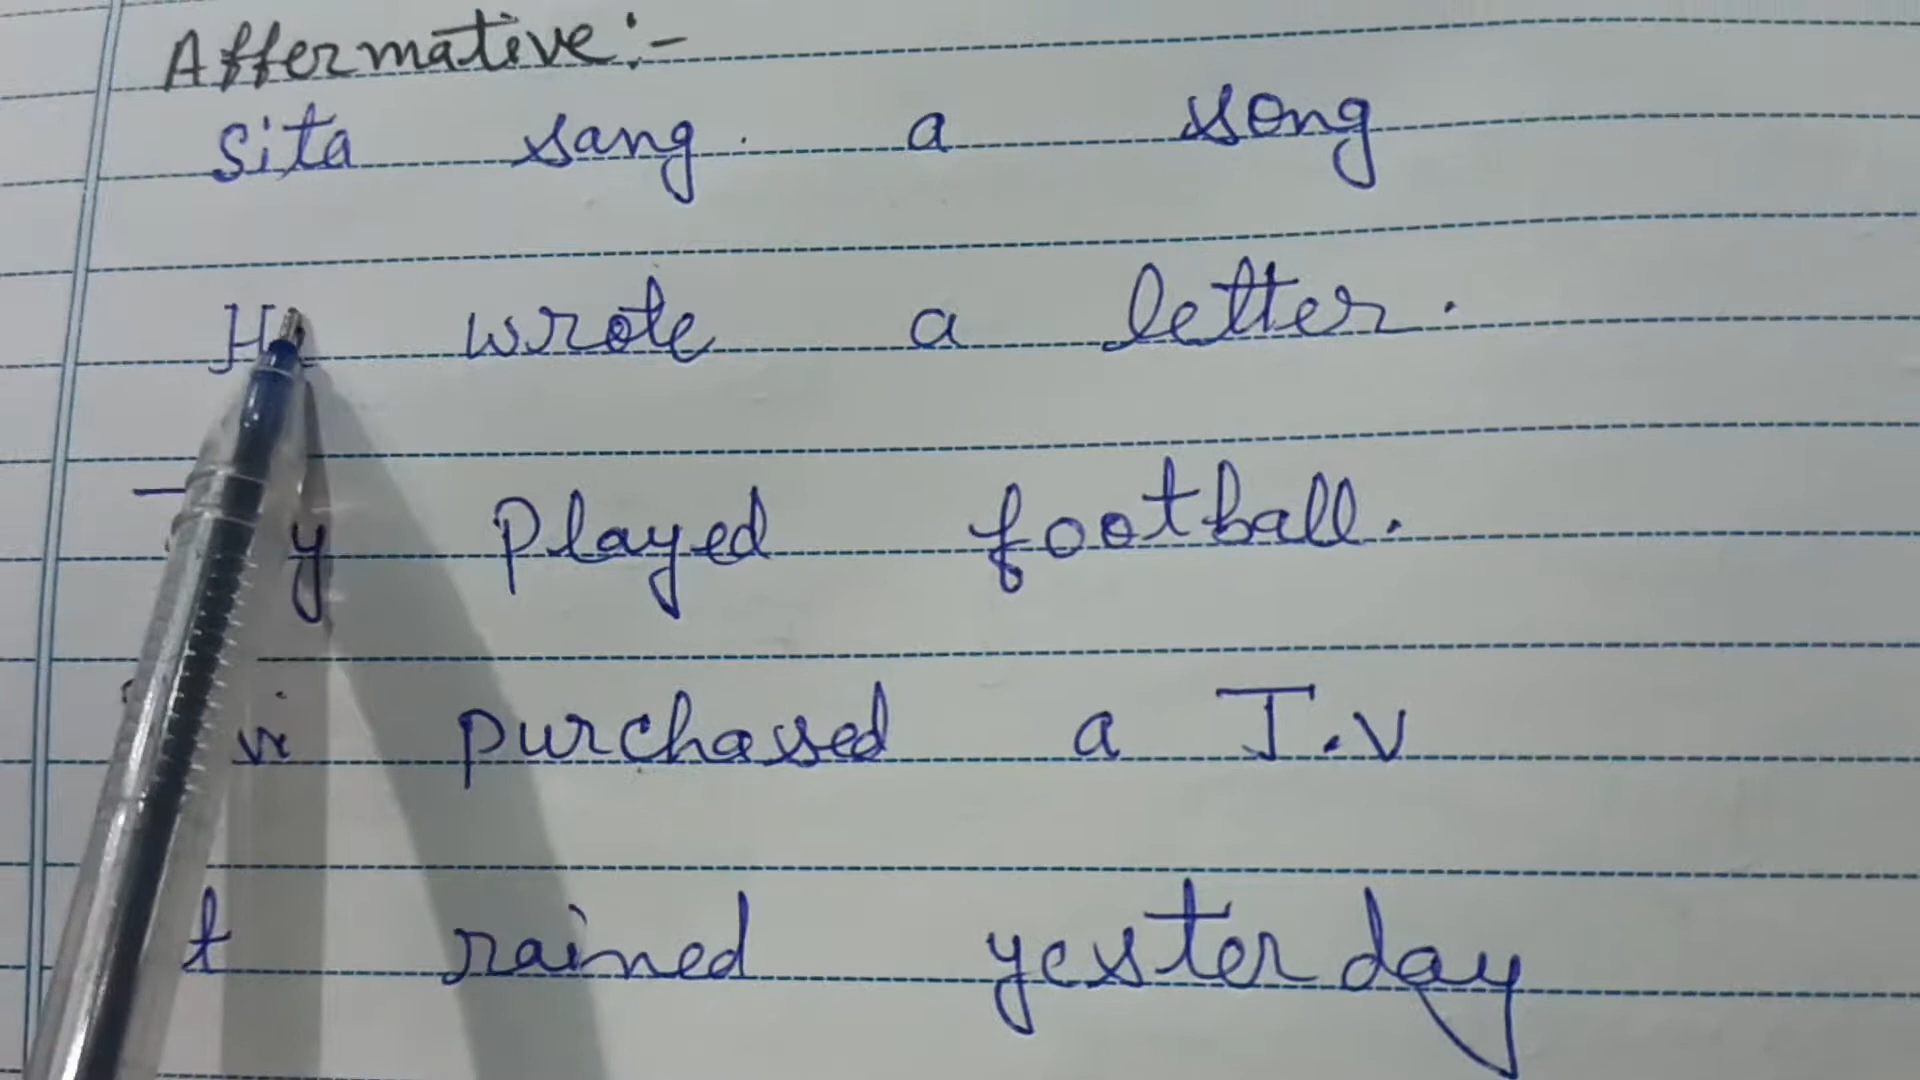 Affermative:-
Sita sang a song
wrote a letter.
Played football.
purchased a T.V
rained yesterday